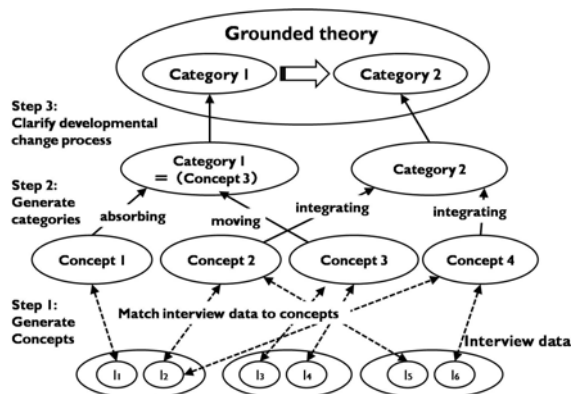 Grounded theory
Category 1
Category 2
Step 3:
Clarify developmental
change process
Category 1
= (Concept 3)
Category 2
Step 2:
Generate
categories
absorbing
moving
integrating
integrating
Concept 1
Concept 2
Concept 3
Concept 4
Step 1:
Generate
Concepts
Match interview data to concepts
Interview data
I1
I2
I3
I4
I5
I6